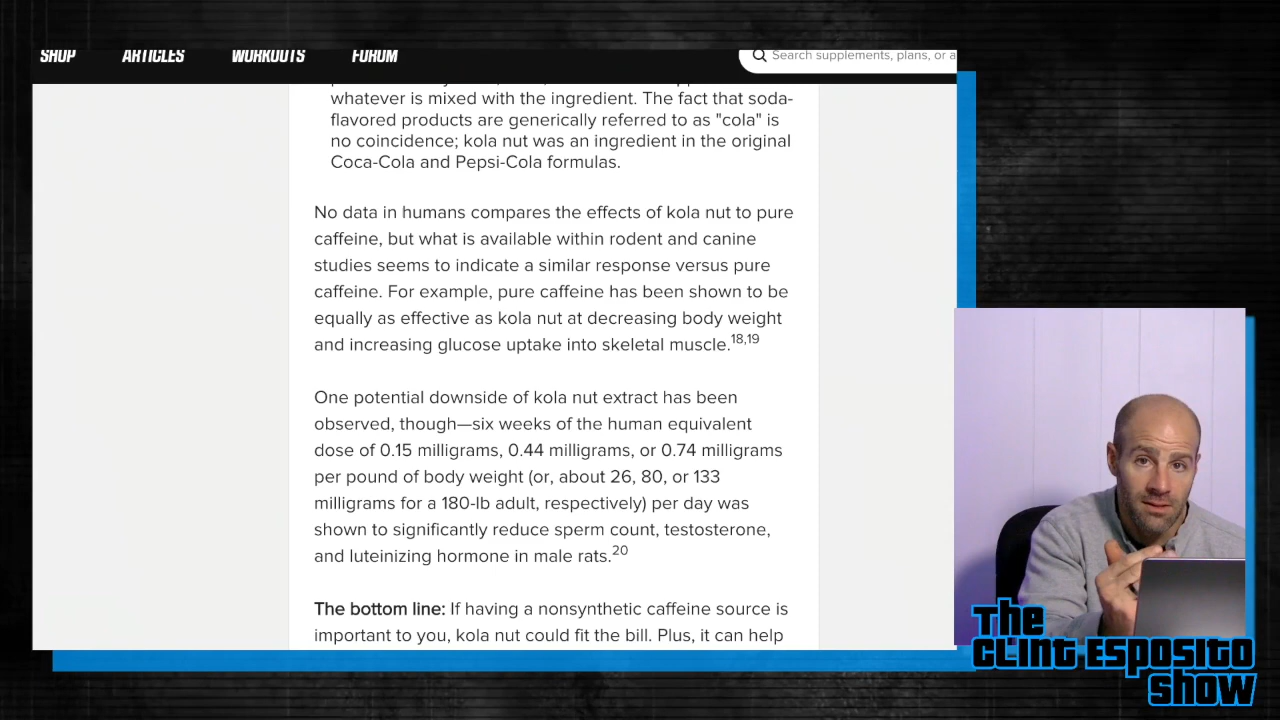 SHOP ARTICLES WORKOUTS FORUM
Search supplements, plans, or a
whatever is mixed with the ingredient. The fact that soda-
flavored products are generically referred to as "cola" is
no coincidence; kola nut was an ingredient in the original
Coca-Cola and Pepsi-Cola formulas.
No data in humans compares the effects of kola nut to pure
caffeine, but what is available within rodent and canine
studies seems to indicate a similar response versus pure
caffeine. For example, pure caffeine has been shown to be
equally as effective as kola nut at decreasing body weight
and increasing glucose uptake into skeletal muscle.18,19
One potential downside of kola nut extract has been
observed, though—six weeks of the human equivalent
dose of 0.15 milligrams, 0.44 milligrams, or 0.74 milligrams
per pound of body weight (or, about 26, 80, or 133
milligrams for a 180-lb adult, respectively) per day was
shown to significantly reduce sperm count, testosterone,
and luteinizing hormone in male rats.20
The bottom line: If having a nonsynthetic caffeine source is
important to you, kola nut could fit the bill. Plus, it can help
The
Clint Esposito
Show